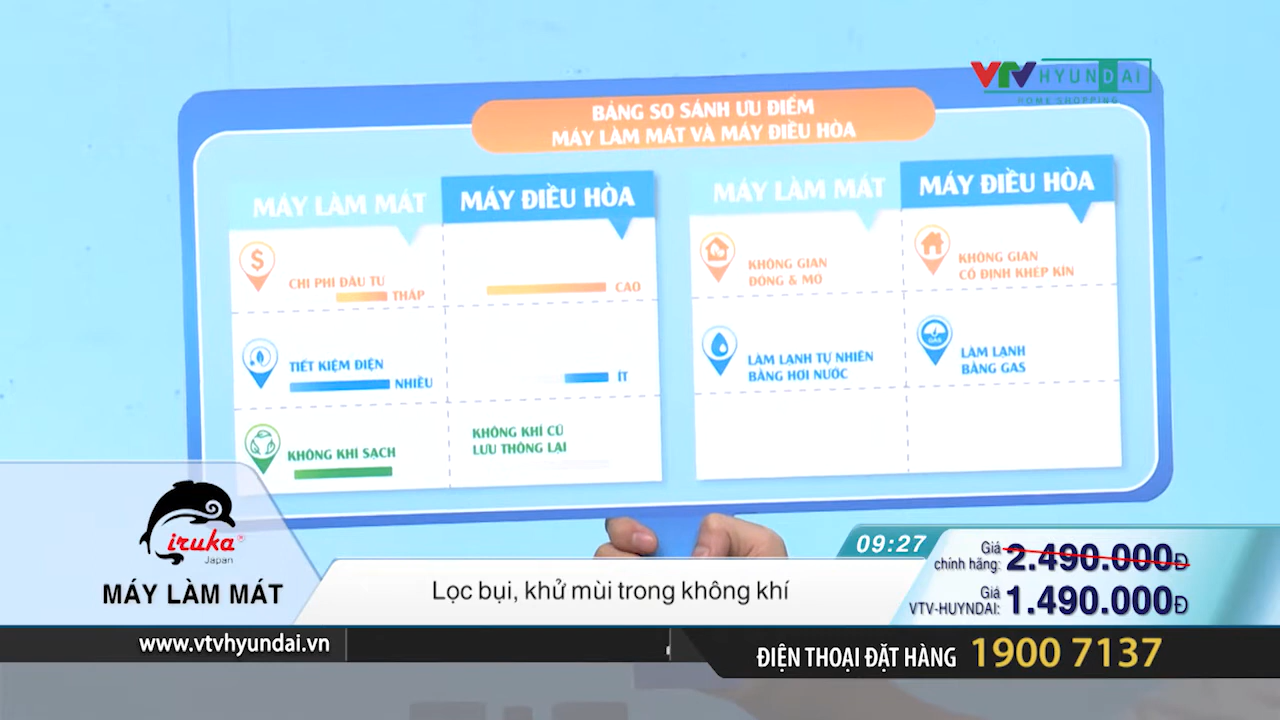 VTV HYUNDAI
HOME SHOPPING
BẢNG SO SÁNH ƯU ĐIỂM
MÁY LÀM MÁT VÀ MÁY ĐIỀU HÒA
MÁY LÀM MÁT
MÁY ĐIỀU HÒA
$
CHI PHÍ ĐẦU TƯ
THẤP
CAO
TIẾT KIỆM ĐIỆN
NHIỀU
ÍT
KHÔNG KHÍ SẠCH
KHÔNG KHÍ CŨ
LƯU THÔNG LẠI
MÁY LÀM MÁT
MÁY ĐIỀU HÒA
KHÔNG GIAN
ĐÓNG & MỞ
KHÔNG GIAN
CỐ ĐỊNH KHÉP KÍN
LÀM LẠNH TỰ NHIÊN
BẰNG HƠI NƯỚC
GAS
LÀM LẠNH
BẰNG GAS
iruka®
Japan
MÁY LÀM MÁT
Lọc bụi, khử mùi trong không khí
09:27
Giá
chính hãng: 2.490.000Đ
Giá
VTV-HUYNDAI: 1.490.000Đ
www.vtvhyundai.vn
ĐIỆN THOẠI ĐẶT HÀNG 1900 7137